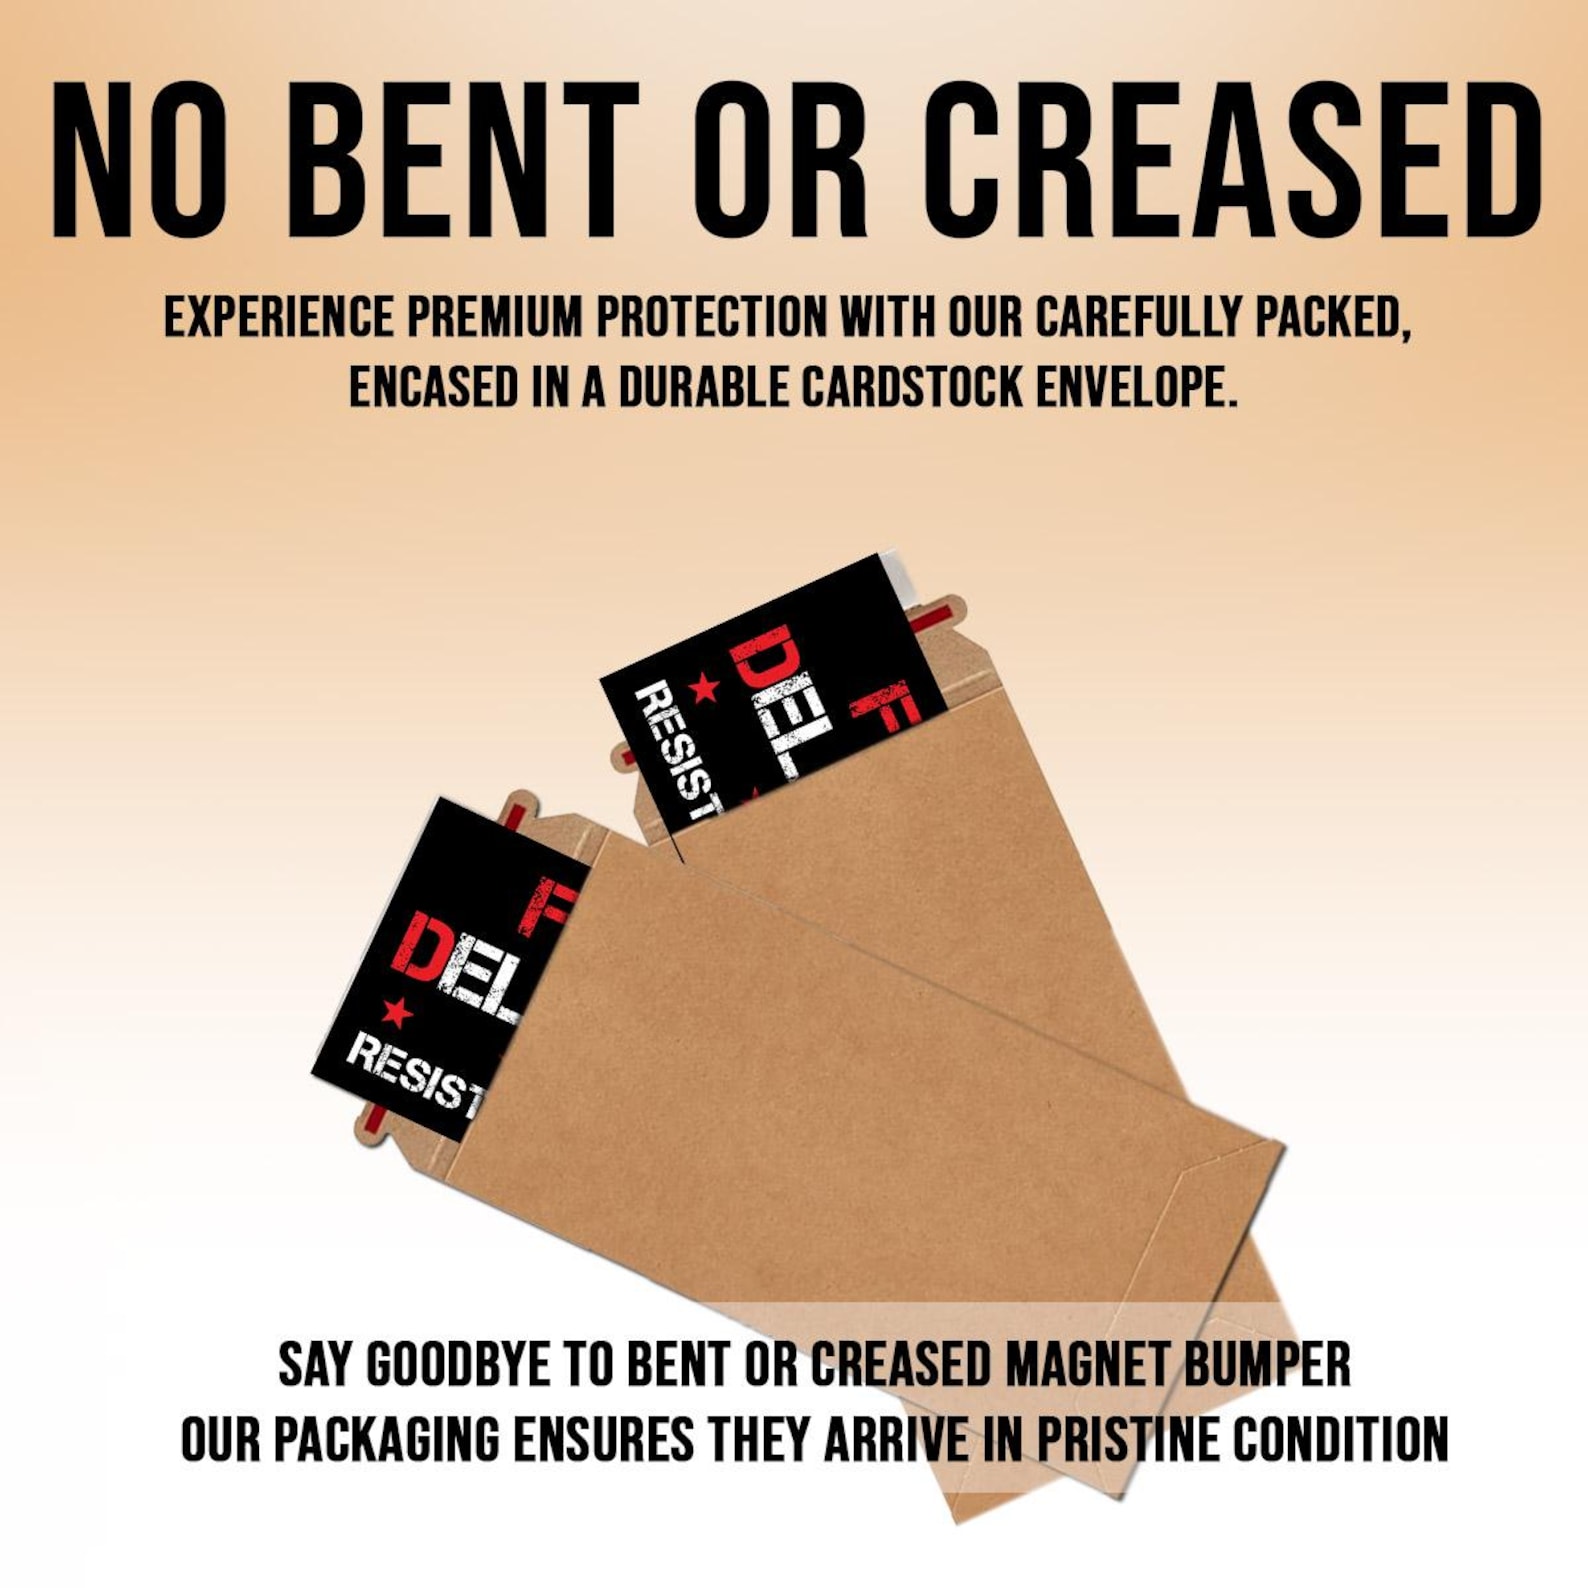 NO BENT OR CREASED
EXPERIENCE PREMIUM PROTECTION WITH OUR CAREFULLY PACKED,
ENCASED IN A DURABLE CARDSTOCK ENVELOPE.
F
DEL
RESIST
F
DEL
RESIST
SAY GOODBYE TO BENT OR CREASED MAGNET BUMPER
OUR PACKAGING ENSURES THEY ARRIVE IN PRISTINE CONDITION